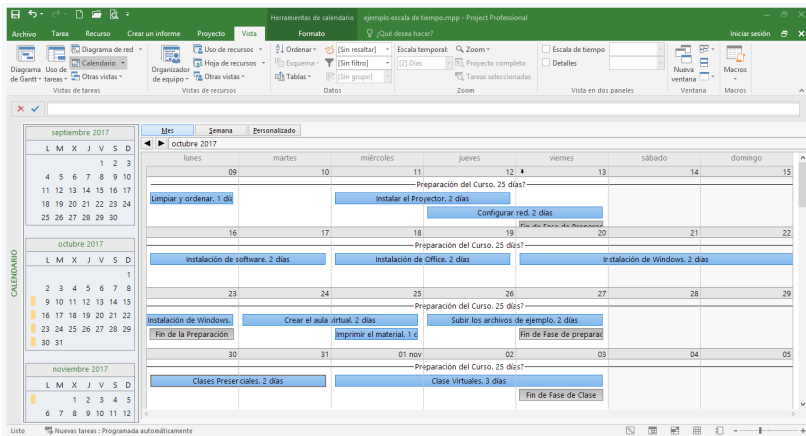 Herramientas de calendario ejemplo escala de tiempo.mpp - Project Professional
Archivo Tarea Recurso Crear un informe Proyecto Vista Formato ¿Qué desea hacer? Iniciar sesión
Diagrama de Gantt Uso de tareas Diagrama de red Calendario Otras vistas
Organizador de equipo Uso de recursos Hoja de recursos Otras vistas
Ordenar Esquema Tablas [Sin resaltar] [Sin filtro] [Sin grupo]
Escala temporal: [2] Días Zoom Proyecto completo Tareas seleccionadas
Escala de tiempo Detalles
Nueva ventana Macros
Vistas de tareas Vistas de recursos Datos Zoom Vista en dos paneles Ventana Macros
CALENDARIO
septiembre 2017
L M X J V S D
1 2 3
4 5 6 7 8 9 10
11 12 13 14 15 16 17
18 19 20 21 22 23 24
25 26 27 28 29 30
octubre 2017
L M X J V S D
1
2 3 4 5 6 7 8
9 10 11 12 13 14 15
16 17 18 19 20 21 22
23 24 25 26 27 28 29
30 31
noviembre 2017
L M X J V S D
1 2 3 4 5
6 7 8 9 10 11 12
Mes Semana Personalizado
octubre 2017
lunes martes miércoles jueves viernes sábado domingo
09 10 11 12 13 14 15
Preparación del Curso. 25 días?
Limpiar y ordenar. 1 día Instalar el Proyector. 2 días
Configurar red. 2 días
Fin de Fase de Preparac
16 17 18 19 20 21 22
Preparación del Curso. 25 días?
Instalación de software. 2 días Instalación de Office. 2 días Instalación de Windows. 2 días
23 24 25 26 27 28 29
Preparación del Curso. 25 días?
Instalación de Windows. Crear el aula virtual. 2 días Subir los archivos de ejemplo. 2 días
Fin de la Preparación Imprimir el material. 1 d Fin de Fase de preparac
30 31 01 nov 02 03 04 05
Preparación del Curso. 25 días?
Clases Presenciales. 2 días Clase Virtuales. 3 días
Fin de Fase de Clase
Listo Nuevas tareas : Programada automáticamente